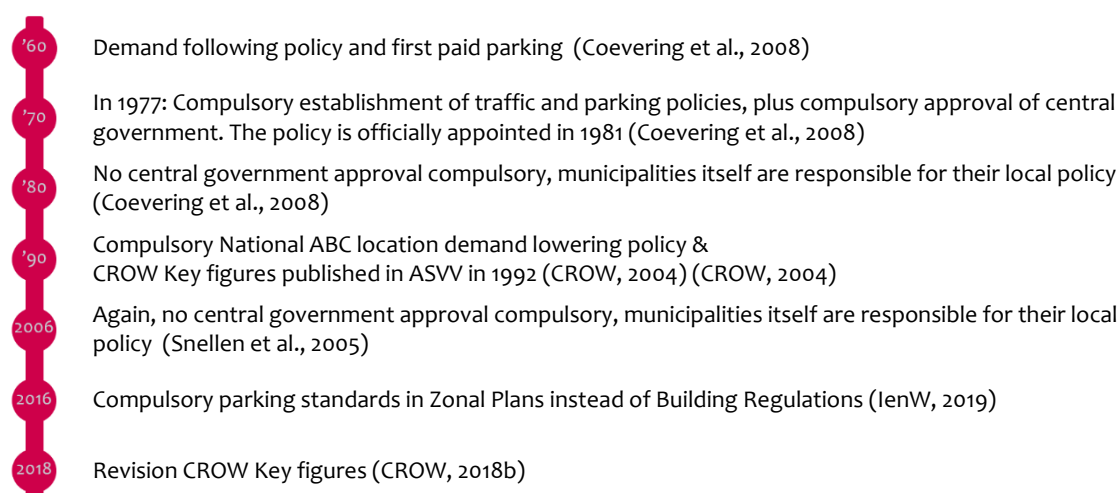 '60
Demand following policy and first paid parking (Coevering et al., 2008)
'70
In 1977: Compulsory establishment of traffic and parking policies, plus compulsory approval of central
government. The policy is officially appointed in 1981 (Coevering et al., 2008)
'80
No central government approval compulsory, municipalities itself are responsible for their local policy
(Coevering et al., 2008)
'90
Compulsory National ABC location demand lowering policy &
CROW Key figures published in ASVV in 1992 (CROW, 2004) (CROW, 2004)
2006
Again, no central government approval compulsory, municipalities itself are responsible for their local
policy (Snellen et al., 2005)
2016
Compulsory parking standards in Zonal Plans instead of Building Regulations (IenW, 2019)
2018
Revision CROW Key figures (CROW, 2018b)